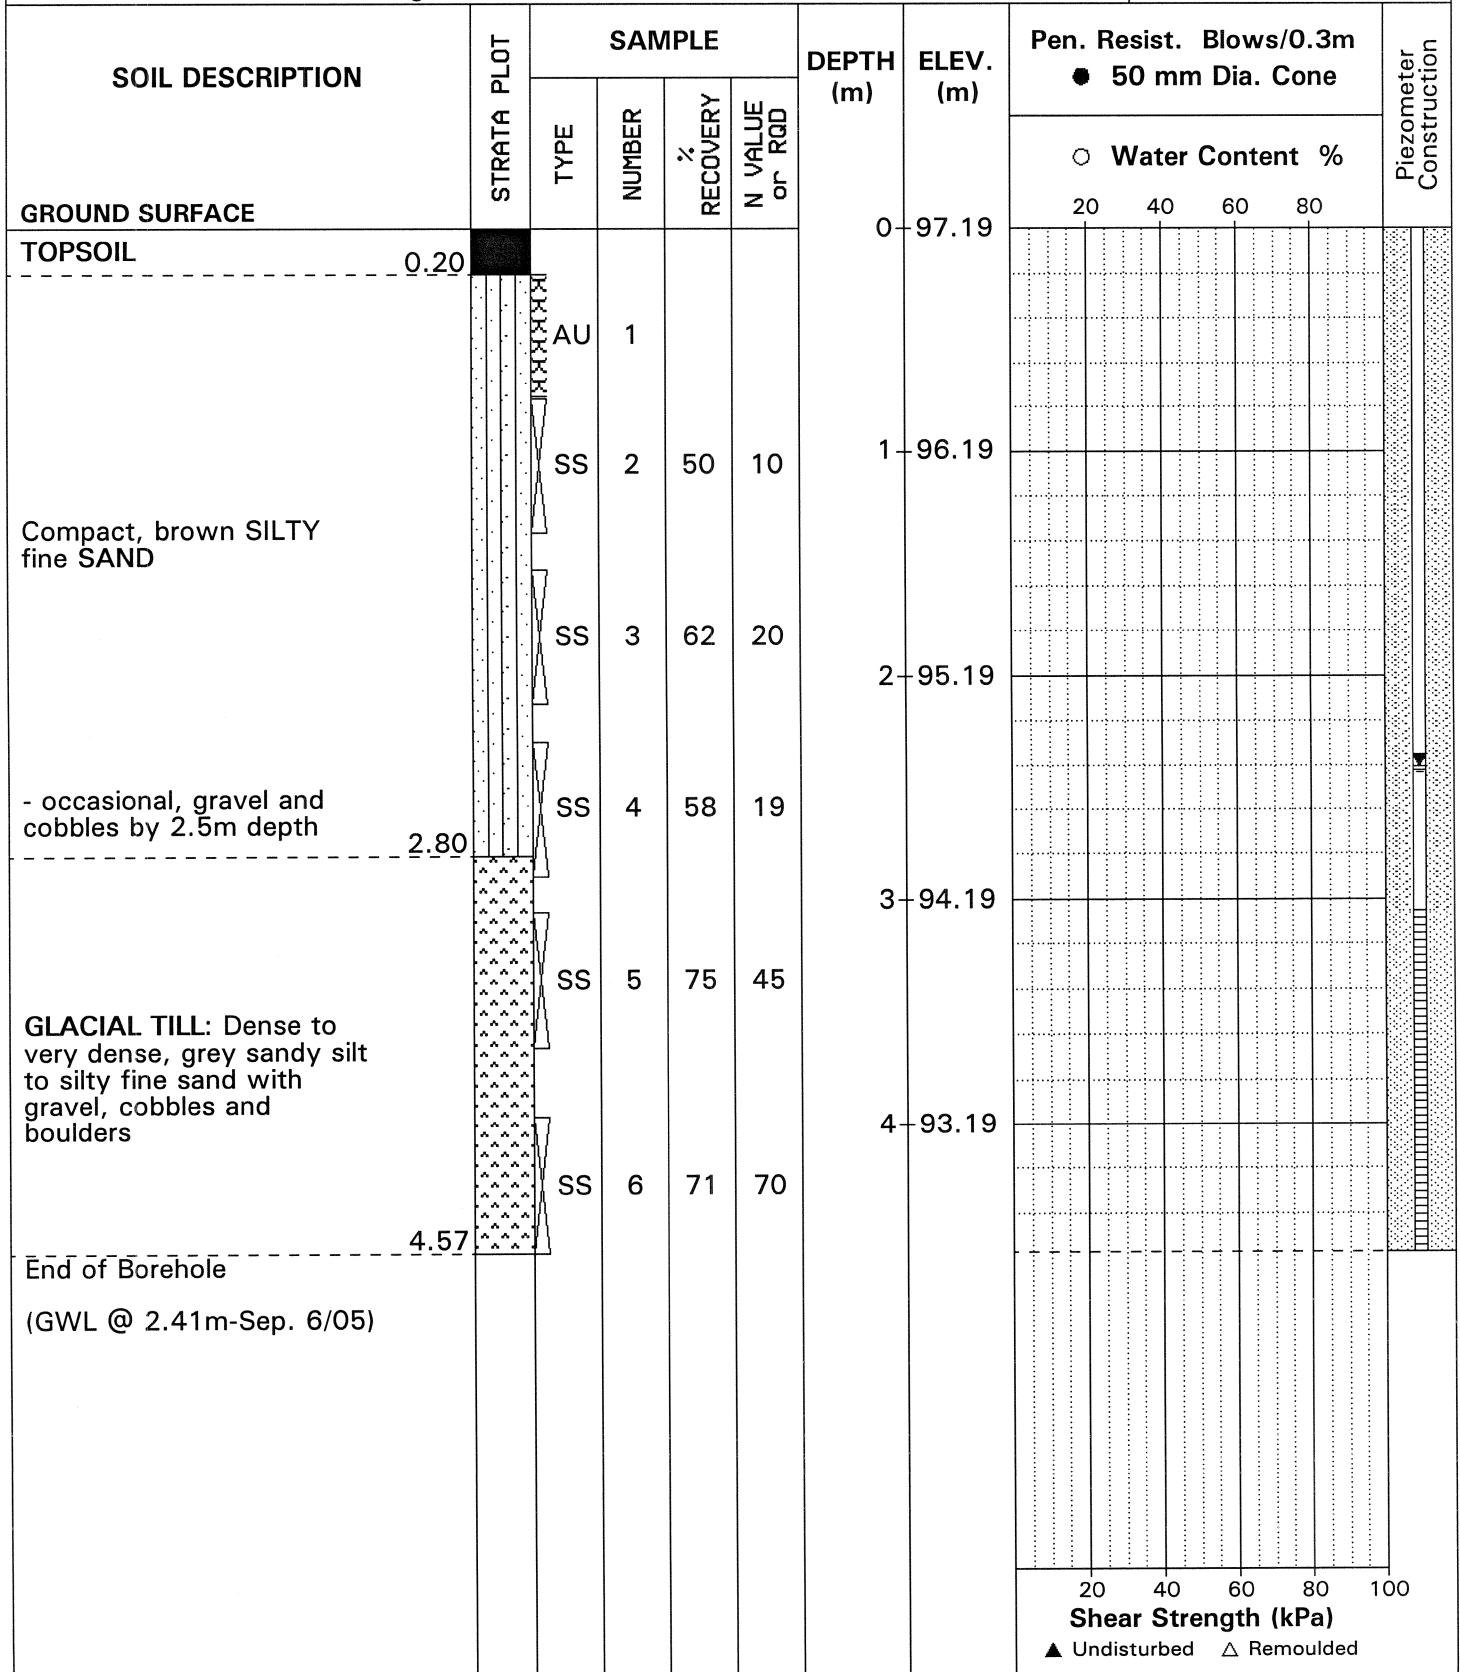 SOIL DESCRIPTION
GROUND SURFACE
STRATA PLOT
SAMPLE
TYPE
NUMBER
%
RECOVERY
N VALUE
or RQD
DEPTH
(m)
ELEV.
(m)
Pen. Resist. Blows/0.3m
● 50 mm Dia. Cone
○ Water Content %
20 40 60 80
Piezometer
Construction
0 97.19
TOPSOIL
0.20
AU 1
1 96.19
SS 2 50 10
Compact, brown SILTY
fine SAND
SS 3 62 20
2 95.19
- occasional, gravel and
cobbles by 2.5m depth
2.80
SS 4 58 19
3 94.19
SS 5 75 45
GLACIAL TILL: Dense to
very dense, grey sandy silt
to silty fine sand with
gravel, cobbles and
boulders
4 93.19
SS 6 71 70
4.57
End of Borehole
(GWL @ 2.41m-Sep. 6/05)
20 40 60 80 100
Shear Strength (kPa)
▲ Undisturbed △ Remoulded